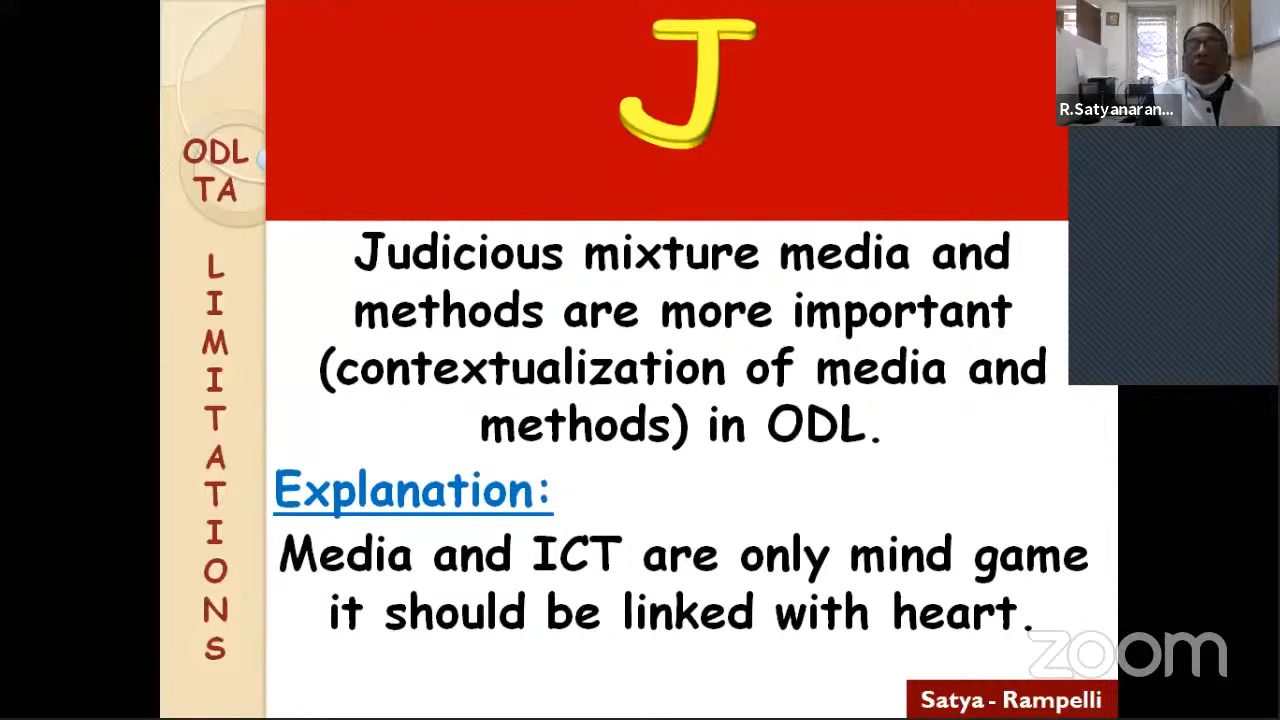 J
R.Satyanaran...
ODL
TA
L
I
M
I
T
A
T
I
O
N
S
Judicious mixture media and
methods are more important
(contextualization of media and
methods) in ODL.
Explanation:
Media and ICT are only mind game
it should be linked with heart.
zoom
Satya - Rampelli